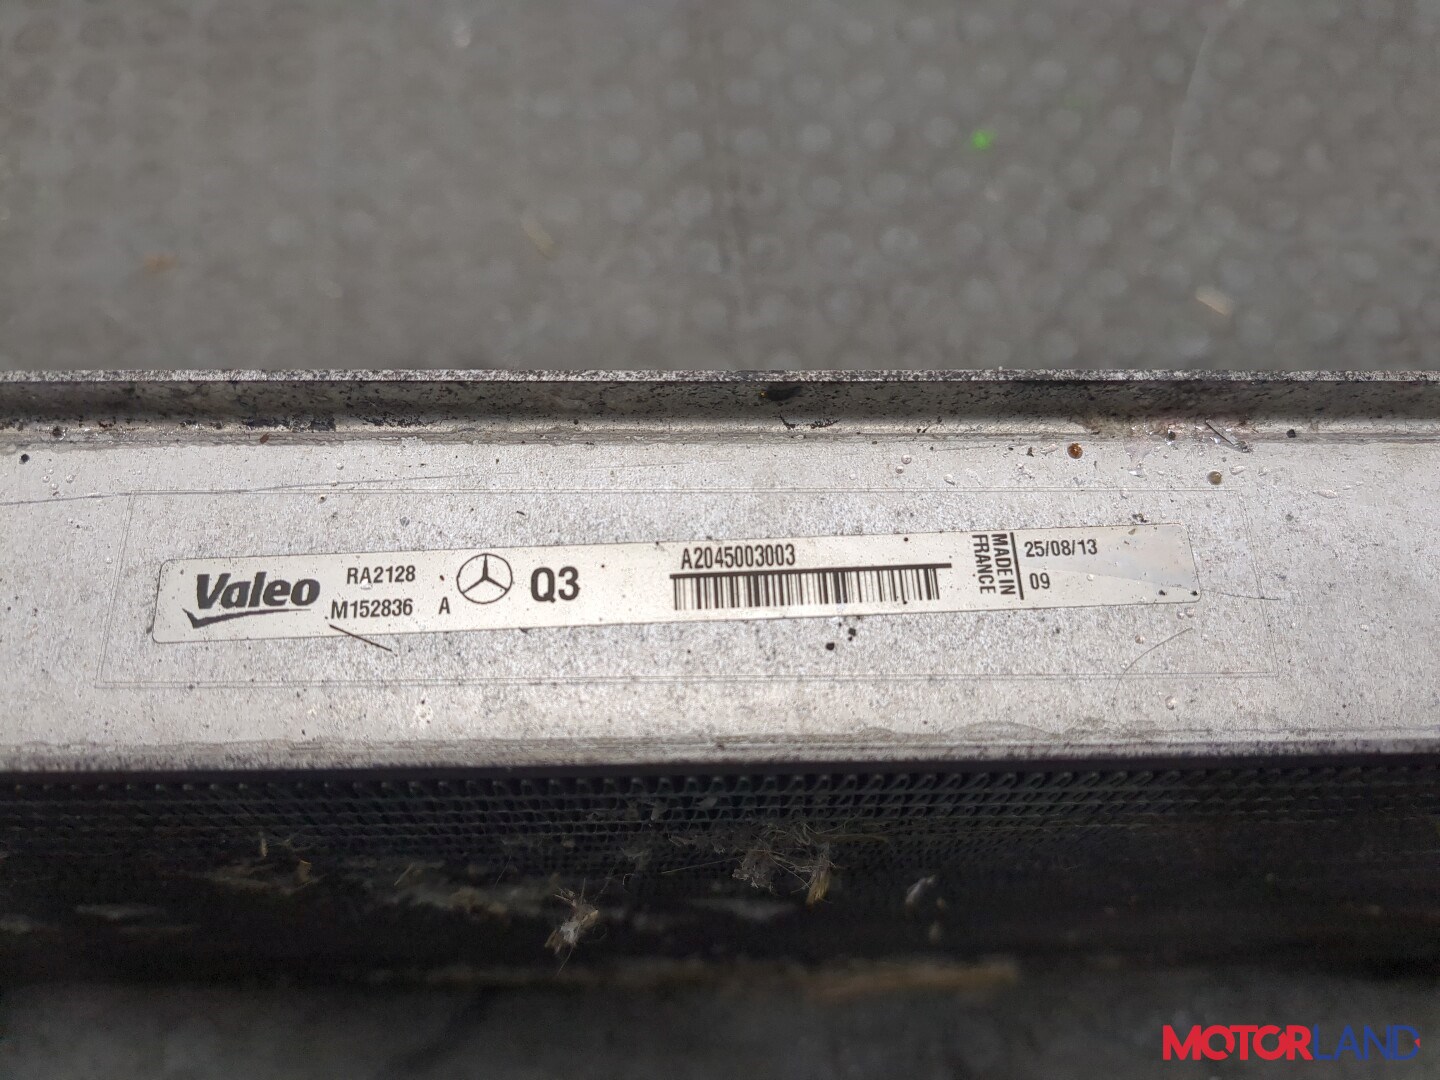 Valeo
RA2128
M152836 A
Q3
A2045003003
MADE IN
FRANCE
25/08/13
09
MOTORLAND